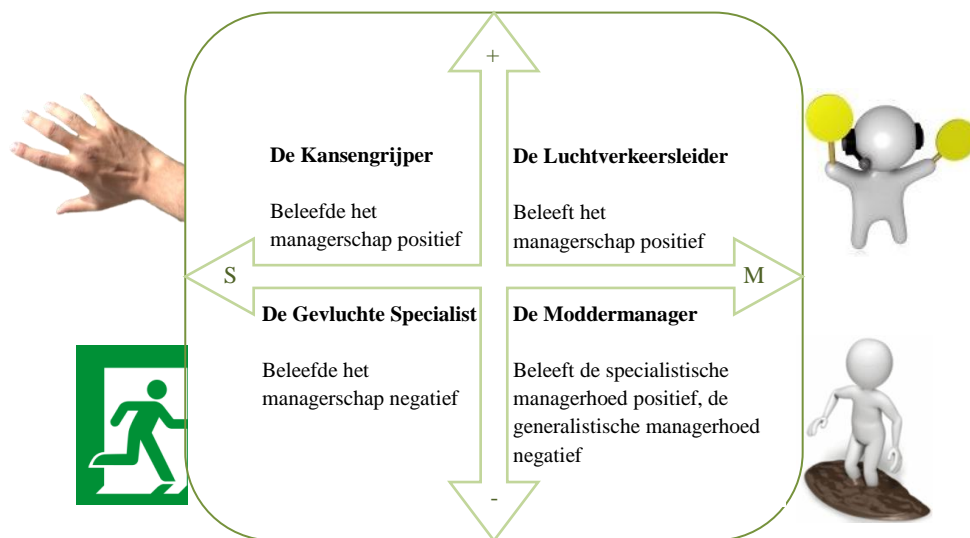 +
De Kansengrijper
Beleefde het
managerschap positief
De Luchtverkeersleider
Beleeft het
managerschap positief
S
M
De Gevluchte Specialist
Beleefde het
managerschap negatief
De Moddermanager
Beleeft de specialistische
managerhoed positief, de
generalistische managerhoed
negatief
-